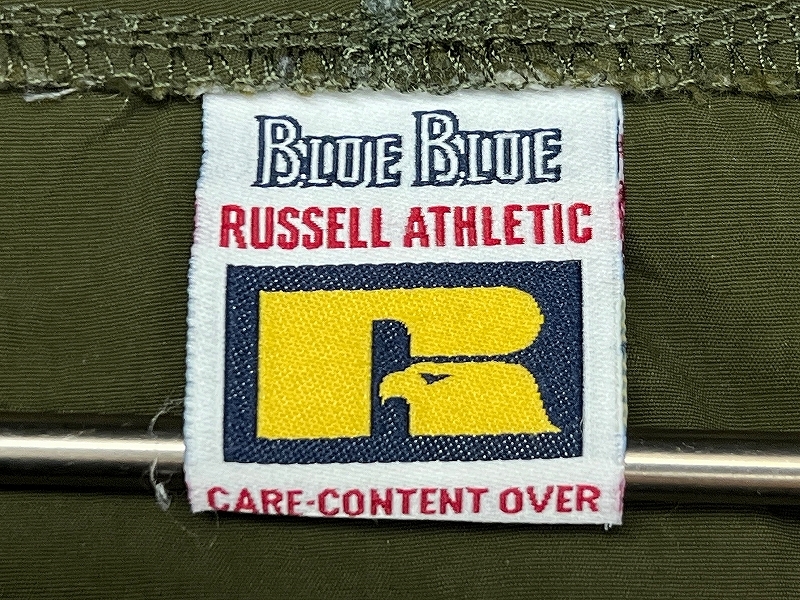 BLUE BLUE
RUSSELL ATHLETIC
R
CARE-CONTENT OVER